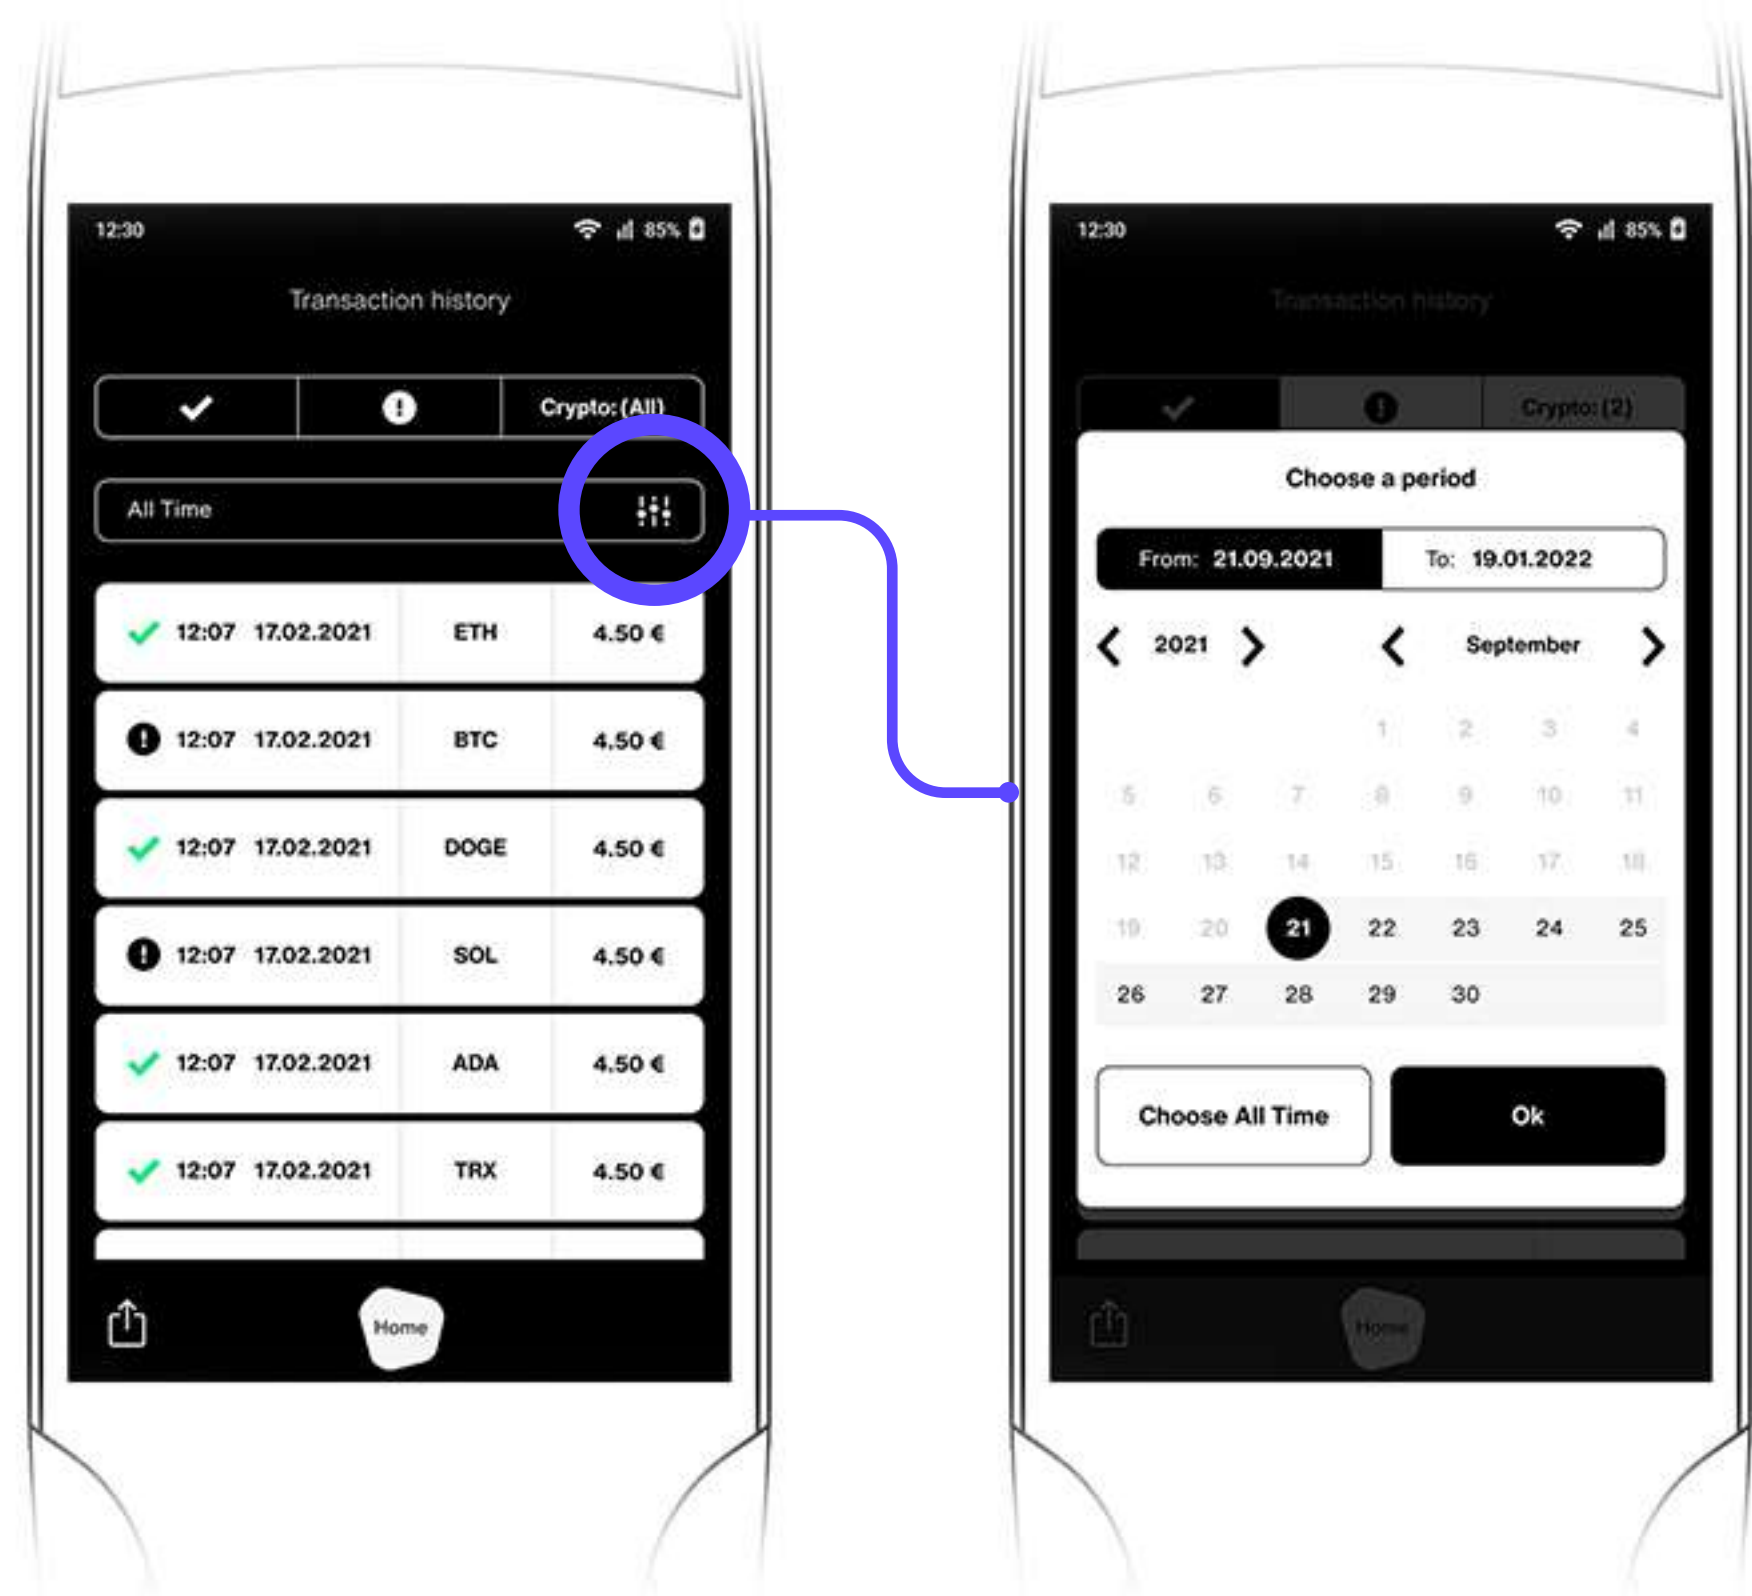 12:30 85%
Transaction history
Crypto: (All)
All Time
12:07 17.02.2021 ETH 4.50 €
12:07 17.02.2021 BTC 4.50 €
12:07 17.02.2021 DOGE 4.50 €
12:07 17.02.2021 SOL 4.50 €
12:07 17.02.2021 ADA 4.50 €
12:07 17.02.2021 TRX 4.50 €
Home
12:30 85%
Transaction history
Crypto: (2)
Choose a period
From: 21.09.2021 To: 19.01.2022
2021 September
1 2 3 4
5 6 7 8 9 10 11
12 13 14 15 16 17 18
19 20 21 22 23 24 25
26 27 28 29 30
Choose All Time Ok
Home